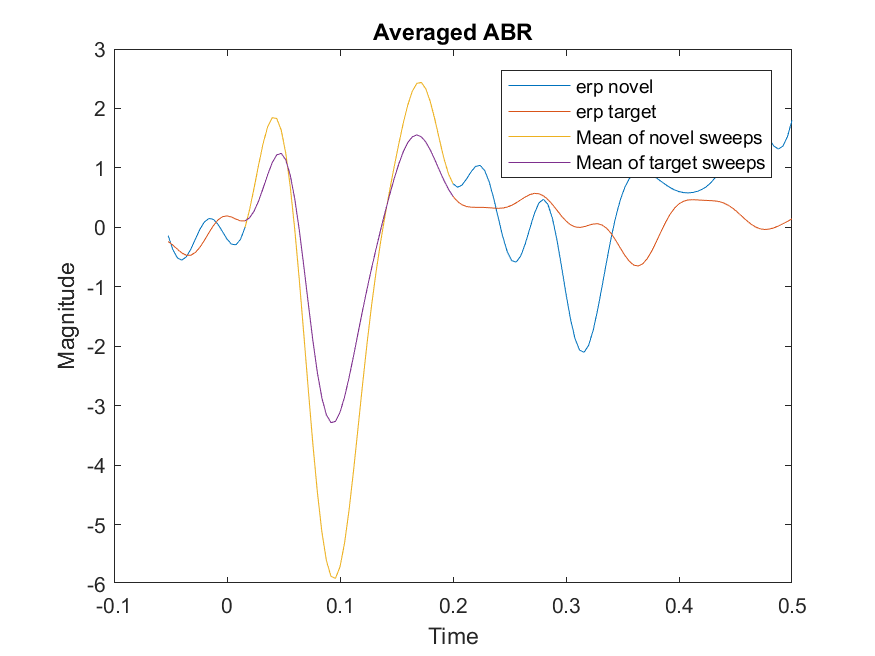 Averaged ABR
3
2
1
0
-1
-2
-3
-4
-5
-6
Magnitude
erp novel
erp target
Mean of novel sweeps
Mean of target sweeps
-0.1 0 0.1 0.2 0.3 0.4 0.5
Time